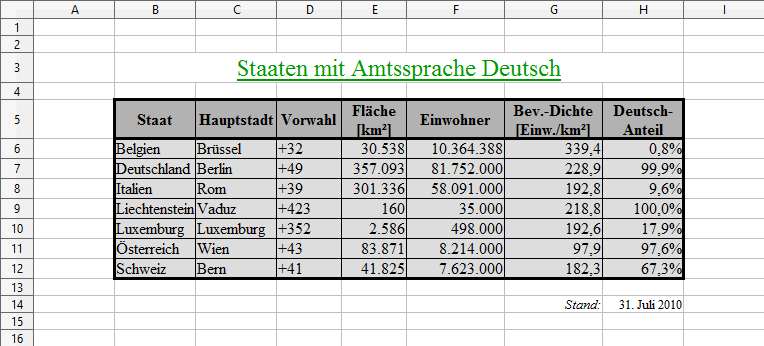 A B C D E F G H I
1
2
3 Staaten mit Amtssprache Deutsch
4
5 Staat Hauptstadt Vorwahl Fläche [km²] Einwohner Bev.-Dichte [Einw./km²] Deutsch-Anteil
6 Belgien Brüssel +32 30.538 10.364.388 339,4 0,8%
7 Deutschland Berlin +49 357.093 81.752.000 228,9 99,9%
8 Italien Rom +39 301.336 58.091.000 192,8 9,6%
9 Liechtenstein Vaduz +423 160 35.000 218,8 100,0%
10 Luxemburg Luxemburg +352 2.586 498.000 192,6 17,9%
11 Österreich Wien +43 83.871 8.214.000 97,9 97,6%
12 Schweiz Bern +41 41.825 7.623.000 182,3 67,3%
13
14 Stand: 31. Juli 2010
15
16